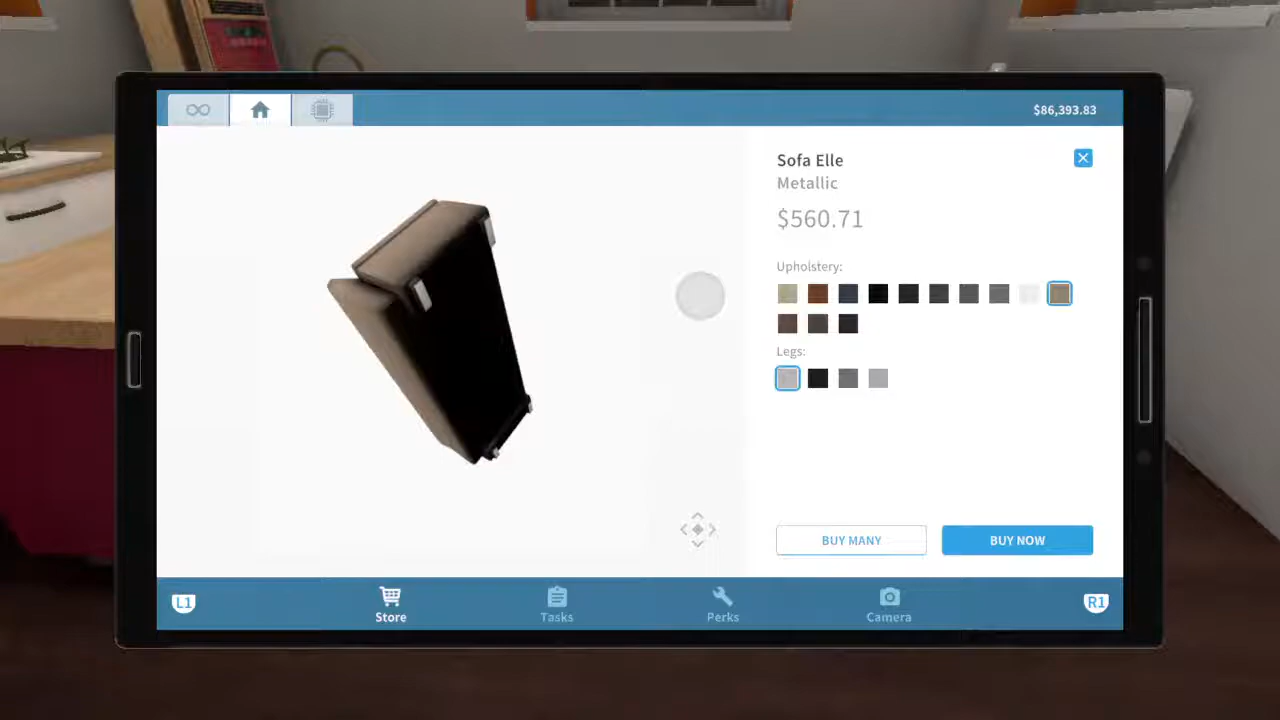 $86,393.83
Sofa Elle
Metallic
$560.71
Upholstery:
Legs:
BUY MANY
BUY NOW
L1
Store
Tasks
Perks
Camera
R1